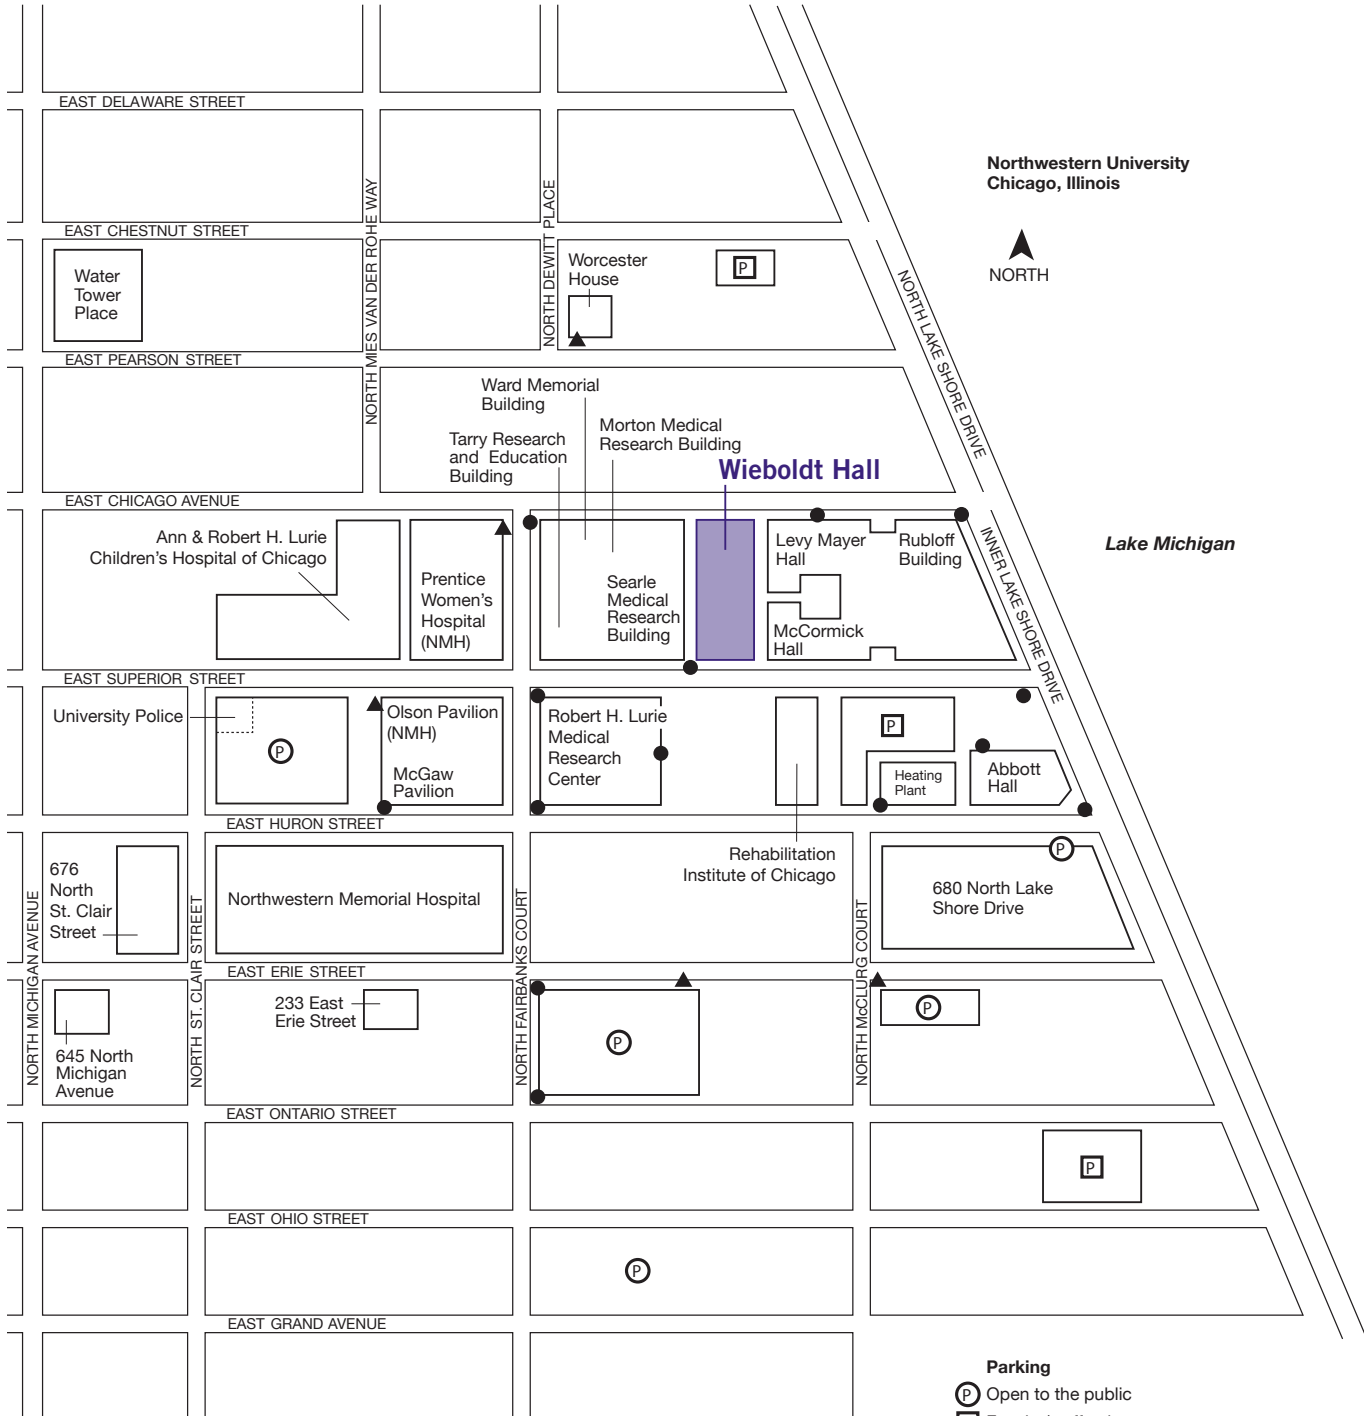 EAST DELAWARE STREET
Northwestern University
Chicago, Illinois
NORTH
EAST CHESTNUT STREET
NORTH MIES VAN DER ROHE WAY
NORTH DEWITT PLACE
Water
Tower
Place
Worcester
House
P
NORTH LAKE SHORE DRIVE
EAST PEARSON STREET
Ward Memorial
Building
Morton Medical
Research Building
Tarry Research
and Education
Building
Wieboldt Hall
EAST CHICAGO AVENUE
Ann & Robert H. Lurie
Children's Hospital of Chicago
Prentice
Women's
Hospital
(NMH)
Searle
Medical
Research
Building
Levy Mayer
Hall
Rubloff
Building
McCormick
Hall
INNER LAKE SHORE DRIVE
Lake Michigan
EAST SUPERIOR STREET
University Police
P
Olson Pavilion
(NMH)
McGaw
Pavilion
Robert H. Lurie
Medical
Research
Center
P
Heating
Plant
Abbott
Hall
EAST HURON STREET
Rehabilitation
Institute of Chicago
676
North
St. Clair
Street
Northwestern Memorial Hospital
P
680 North Lake
Shore Drive
NORTH MICHIGAN AVENUE
NORTH ST. CLAIR STREET
NORTH FAIRBANKS COURT
NORTH McCLURG COURT
EAST ERIE STREET
645 North
Michigan
Avenue
233 East
Erie Street
P
P
EAST ONTARIO STREET
P
EAST OHIO STREET
P
EAST GRAND AVENUE
Parking
P Open to the public